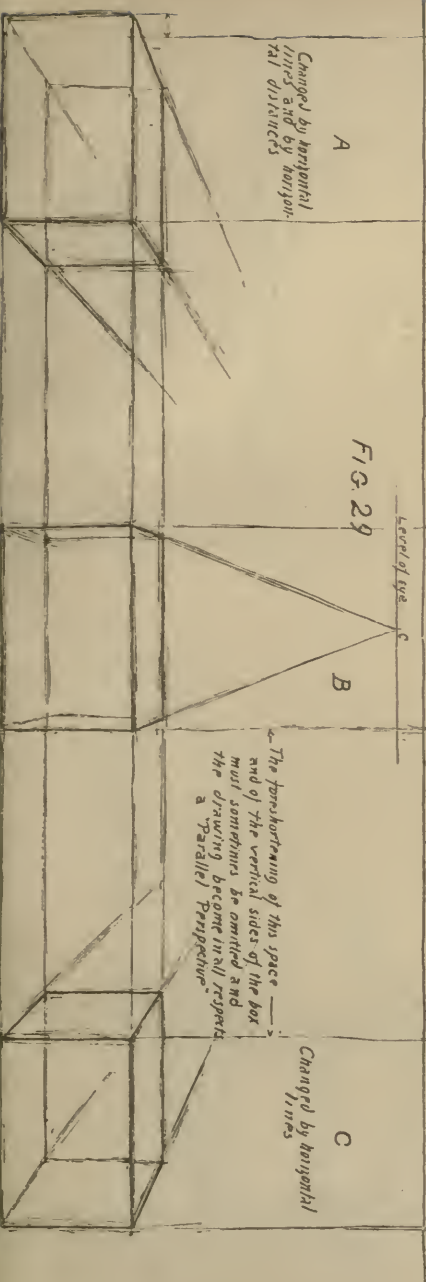 A
Changed by horizontal
lines and by horizon-
tal distances
FIG. 29
Level of eye
C
B
← The foreshortening of this space →
and of the vertical sides of the box
must sometimes be omitted and
the drawing become in all respects
a "Parallel Perspective"
C
Changed by horizontal
lines